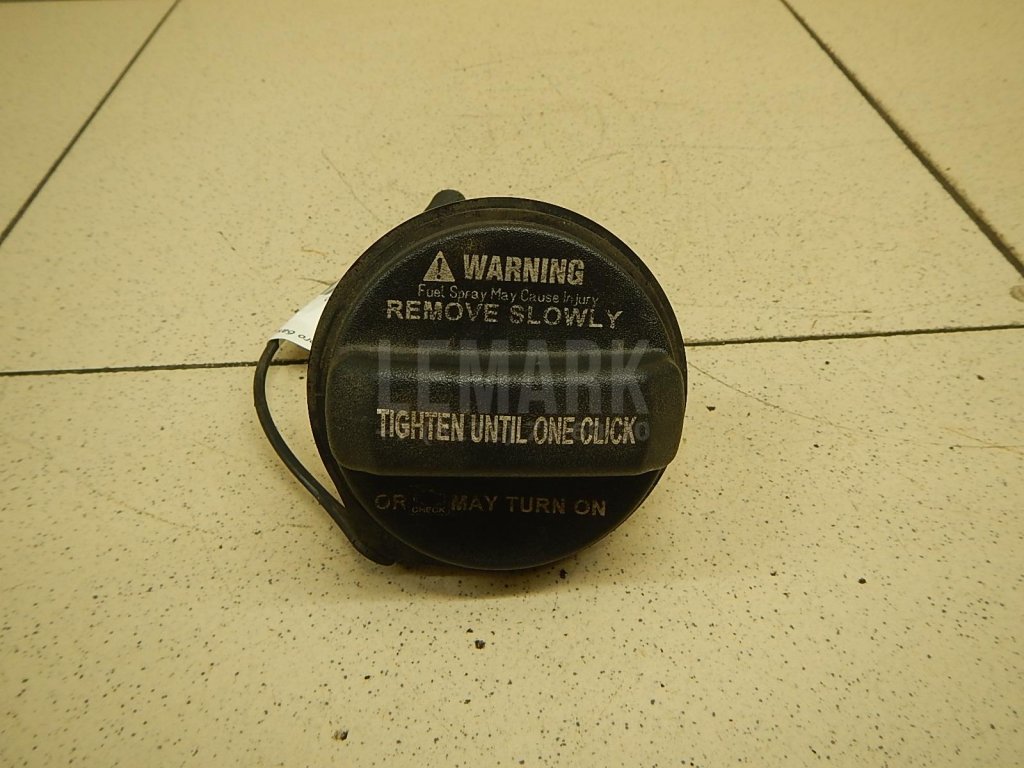 WARNING
Fuel Spray May Cause Injury
REMOVE SLOWLY
LEMARK
TIGHTEN UNTIL ONE CLICK
OR CHECK MAY TURN ON